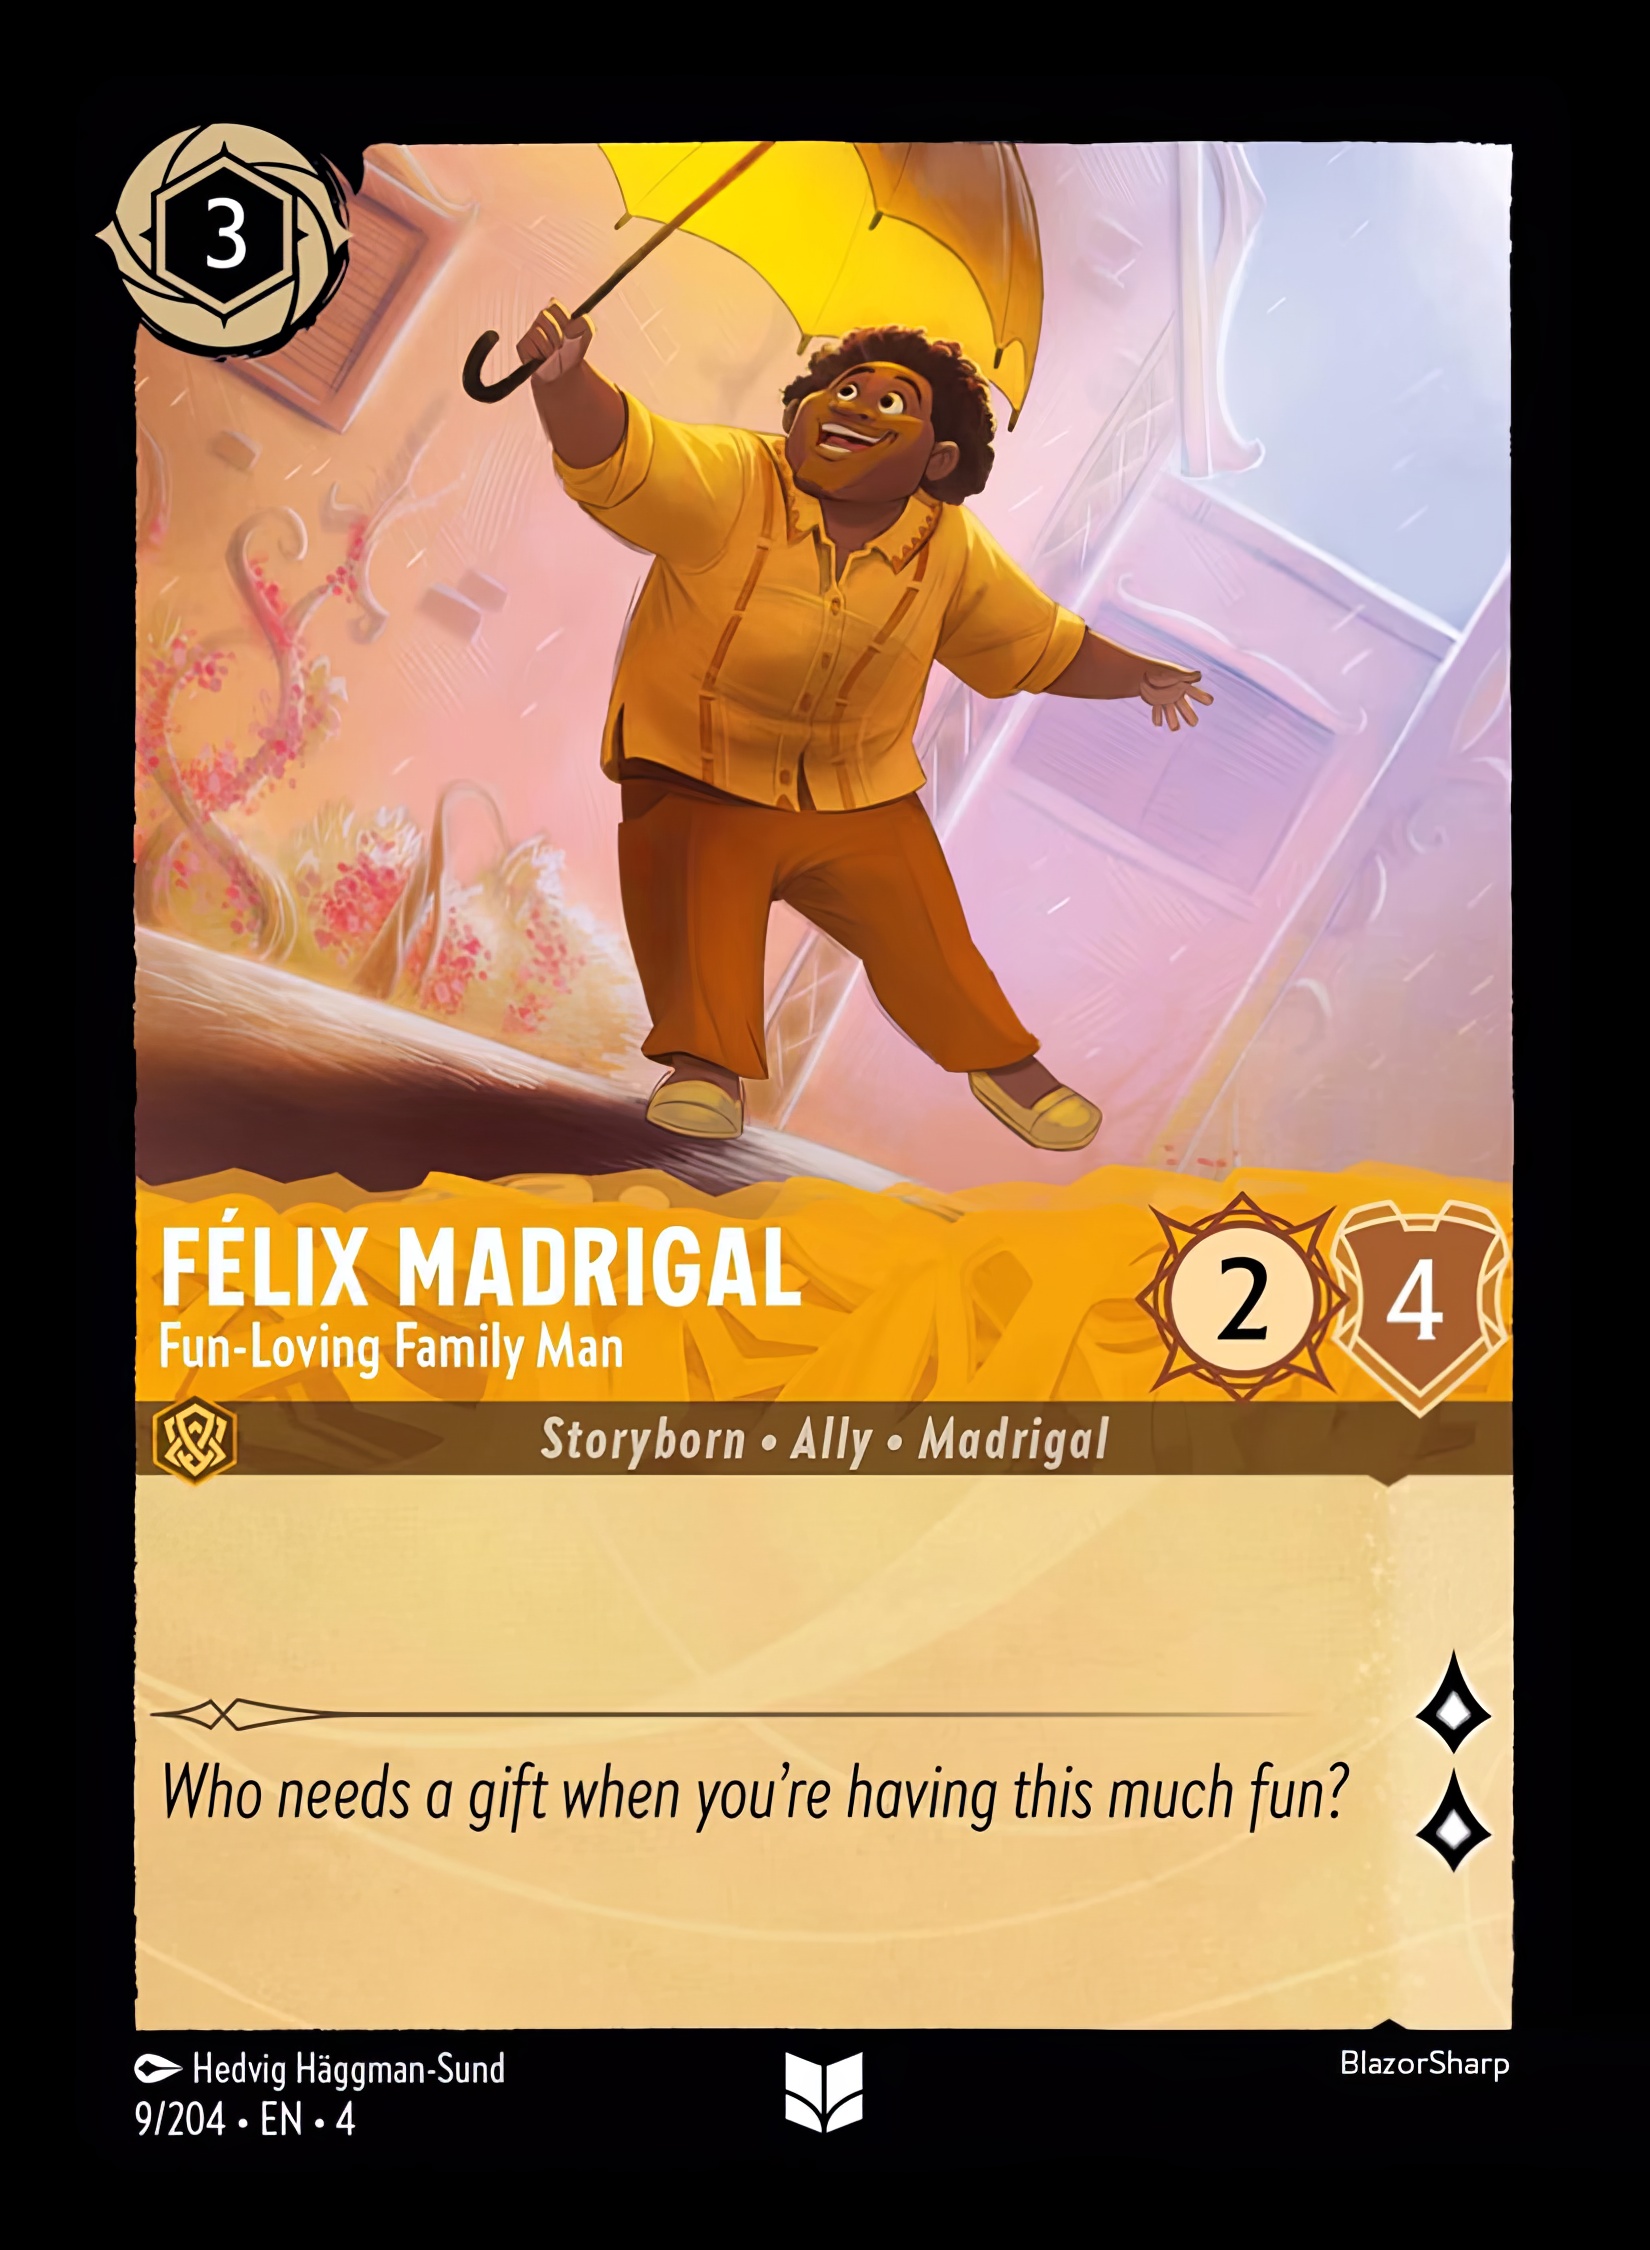 3
FÉLIX MADRIGAL
Fun-Loving Family Man
2 4
Storyborn • Ally • Madrigal
Who needs a gift when you're having this much fun?
Hedvig Häggman-Sund
BlazorSharp
9/204 • EN • 4